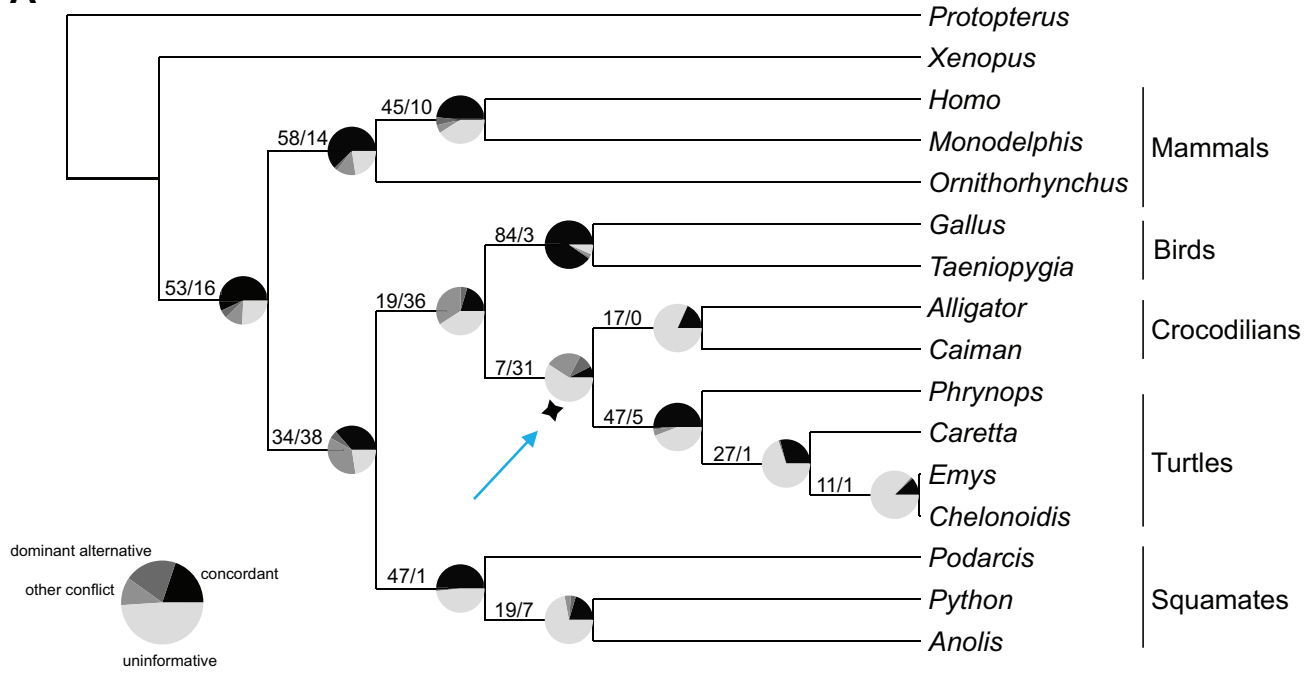 Protopterus
Xenopus
45/10
Homo
58/14
Monodelphis
Mammals
Ornithorhynchus
84/3
Gallus
Birds
Taeniopygia
53/16
19/36
17/0
Alligator
Crocodilians
Caiman
7/31
Phrynops
47/5
Caretta
34/38
27/1
Emys
Turtles
11/1
Chelonoidis
dominant alternative
concordant
other conflict
uninformative
47/1
Podarcis
19/7
Python
Squamates
Anolis